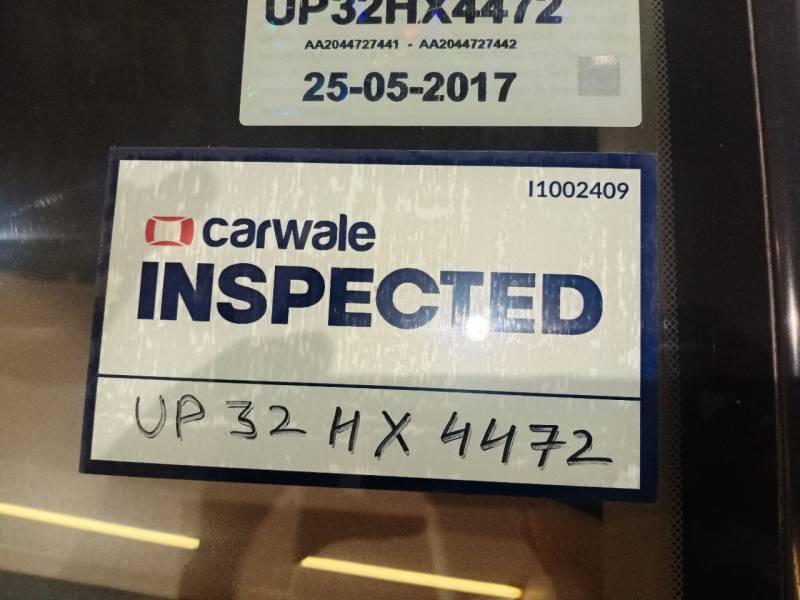 UP32HX4472
AA2044727441 - AA2044727442
25-05-2017
I1002409
carwale
INSPECTED
UP 32 HX 4472